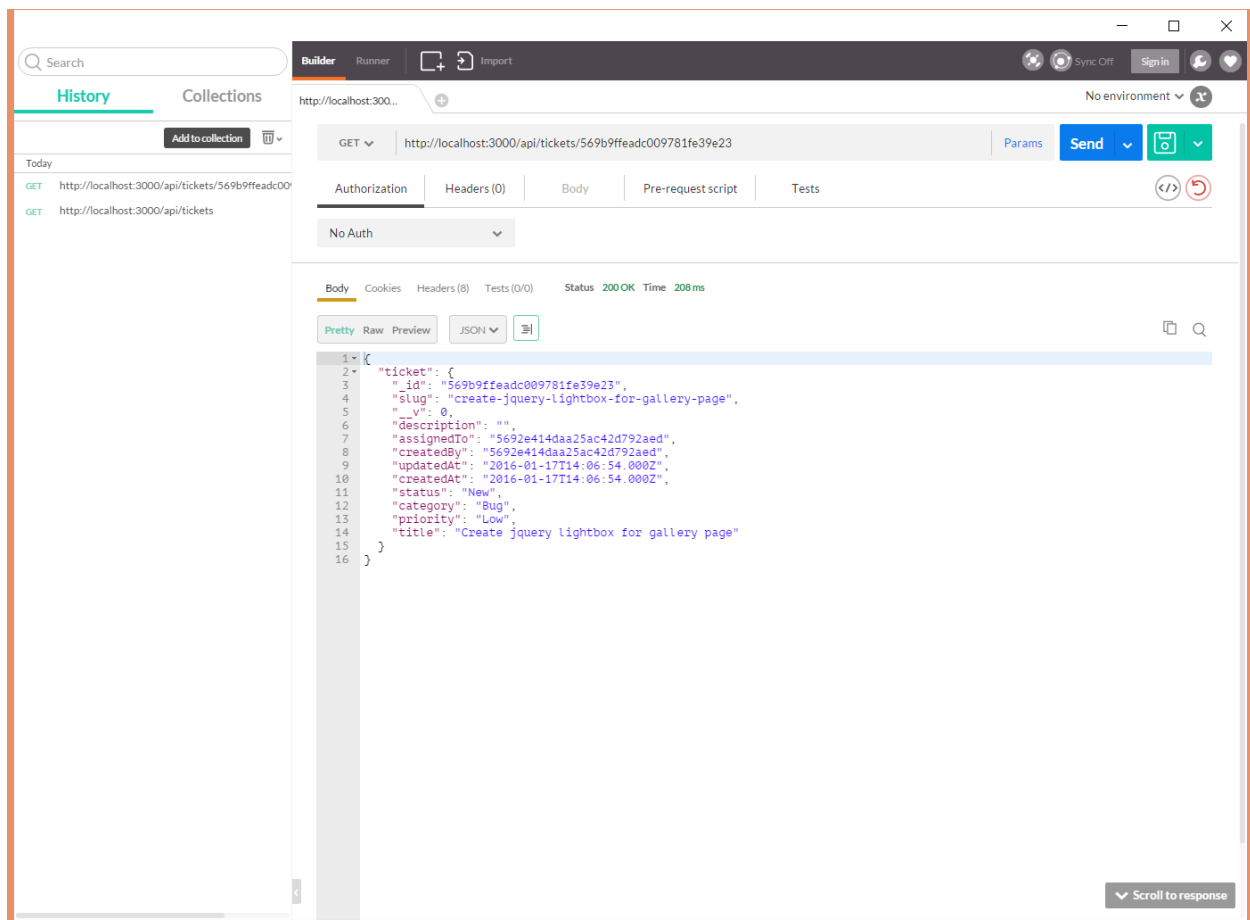 Search
History Collections
Add to collection
Today
GET http://localhost:3000/api/tickets/569b9ffeadc00
GET http://localhost:3000/api/tickets
Builder Runner Import Sync Off Sign in
http://localhost:300... No environment
GET http://localhost:3000/api/tickets/569b9ffeadc009781fe39e23 Params Send
Authorization Headers (0) Body Pre-request script Tests
No Auth
Body Cookies Headers (8) Tests (0/0) Status 200 OK Time 208 ms
Pretty Raw Preview JSON
1 {
2 "ticket": {
3 "_id": "569b9ffeadc009781fe39e23",
4 "slug": "create-jquery-lightbox-for-gallery-page",
5 "__v": 0,
6 "description": "",
7 "assignedTo": "5692e414daa25ac42d792aed",
8 "createdBy": "5692e414daa25ac42d792aed",
9 "updatedAt": "2016-01-17T14:06:54.000Z",
10 "createdAt": "2016-01-17T14:06:54.000Z",
11 "status": "New",
12 "category": "Bug",
13 "priority": "Low",
14 "title": "Create jquery lightbox for gallery page"
15 }
16 }
Scroll to response